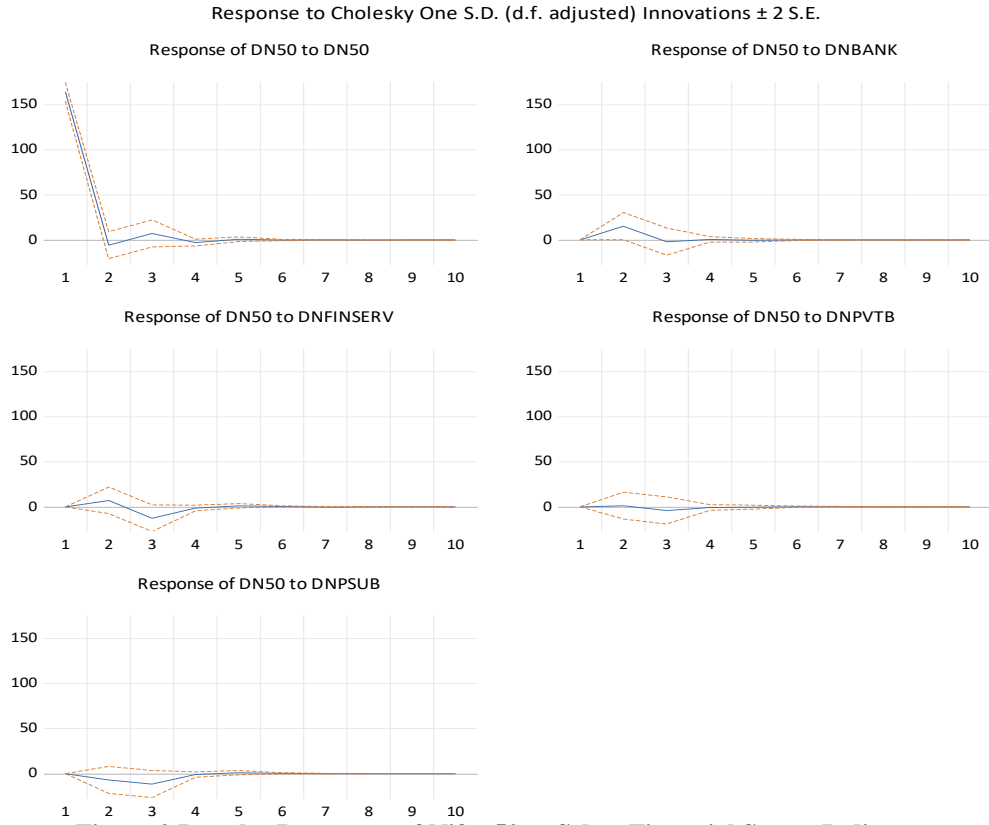 Response to Cholesky One S.D. (d.f. adjusted) Innovations ± 2 S.E.
Response of DN50 to DN50
150
100
50
0
1 2 3 4 5 6 7 8 9 10
Response of DN50 to DNBANK
150
100
50
0
1 2 3 4 5 6 7 8 9 10
Response of DN50 to DNFINSERV
150
100
50
0
1 2 3 4 5 6 7 8 9 10
Response of DN50 to DNPVTB
150
100
50
0
1 2 3 4 5 6 7 8 9 10
Response of DN50 to DNPSUB
150
100
50
0
1 2 3 4 5 6 7 8 9 10